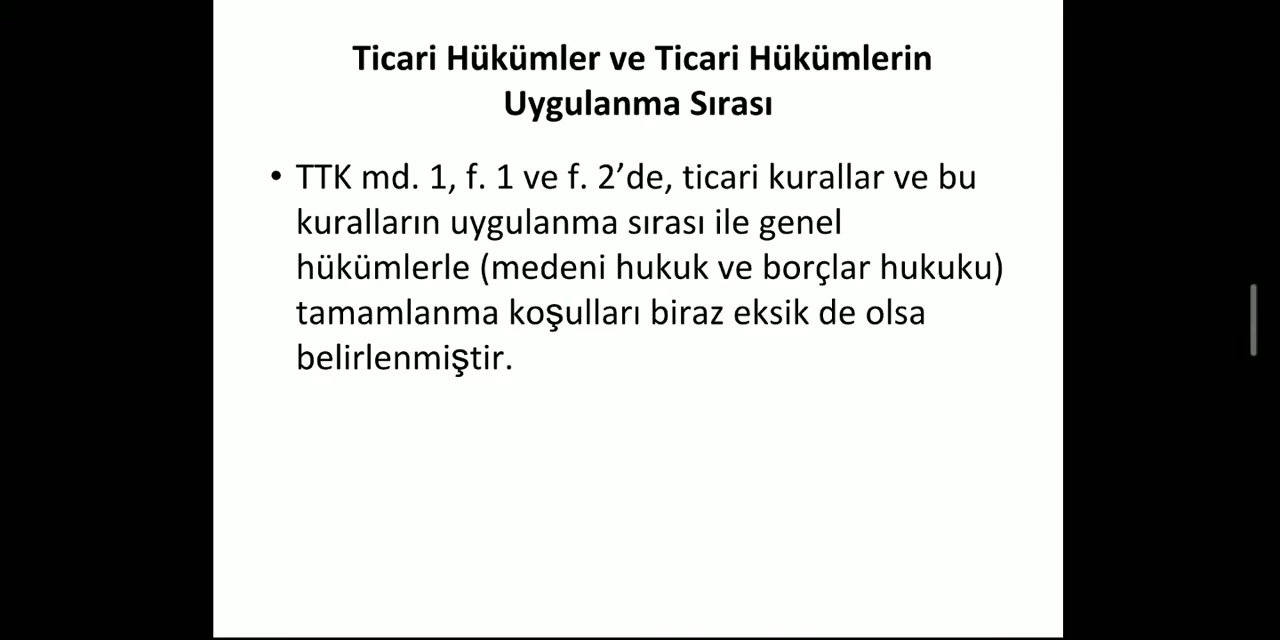 Ticari Hükümler ve Ticari Hükümlerin
Uygulanma Sırası
• TTK md. 1, f. 1 ve f. 2’de, ticari kurallar ve bu
kuralların uygulanma sırası ile genel
hükümlerle (medeni hukuk ve borçlar hukuku)
tamamlanma koşulları biraz eksik de olsa
belirlenmiştir.